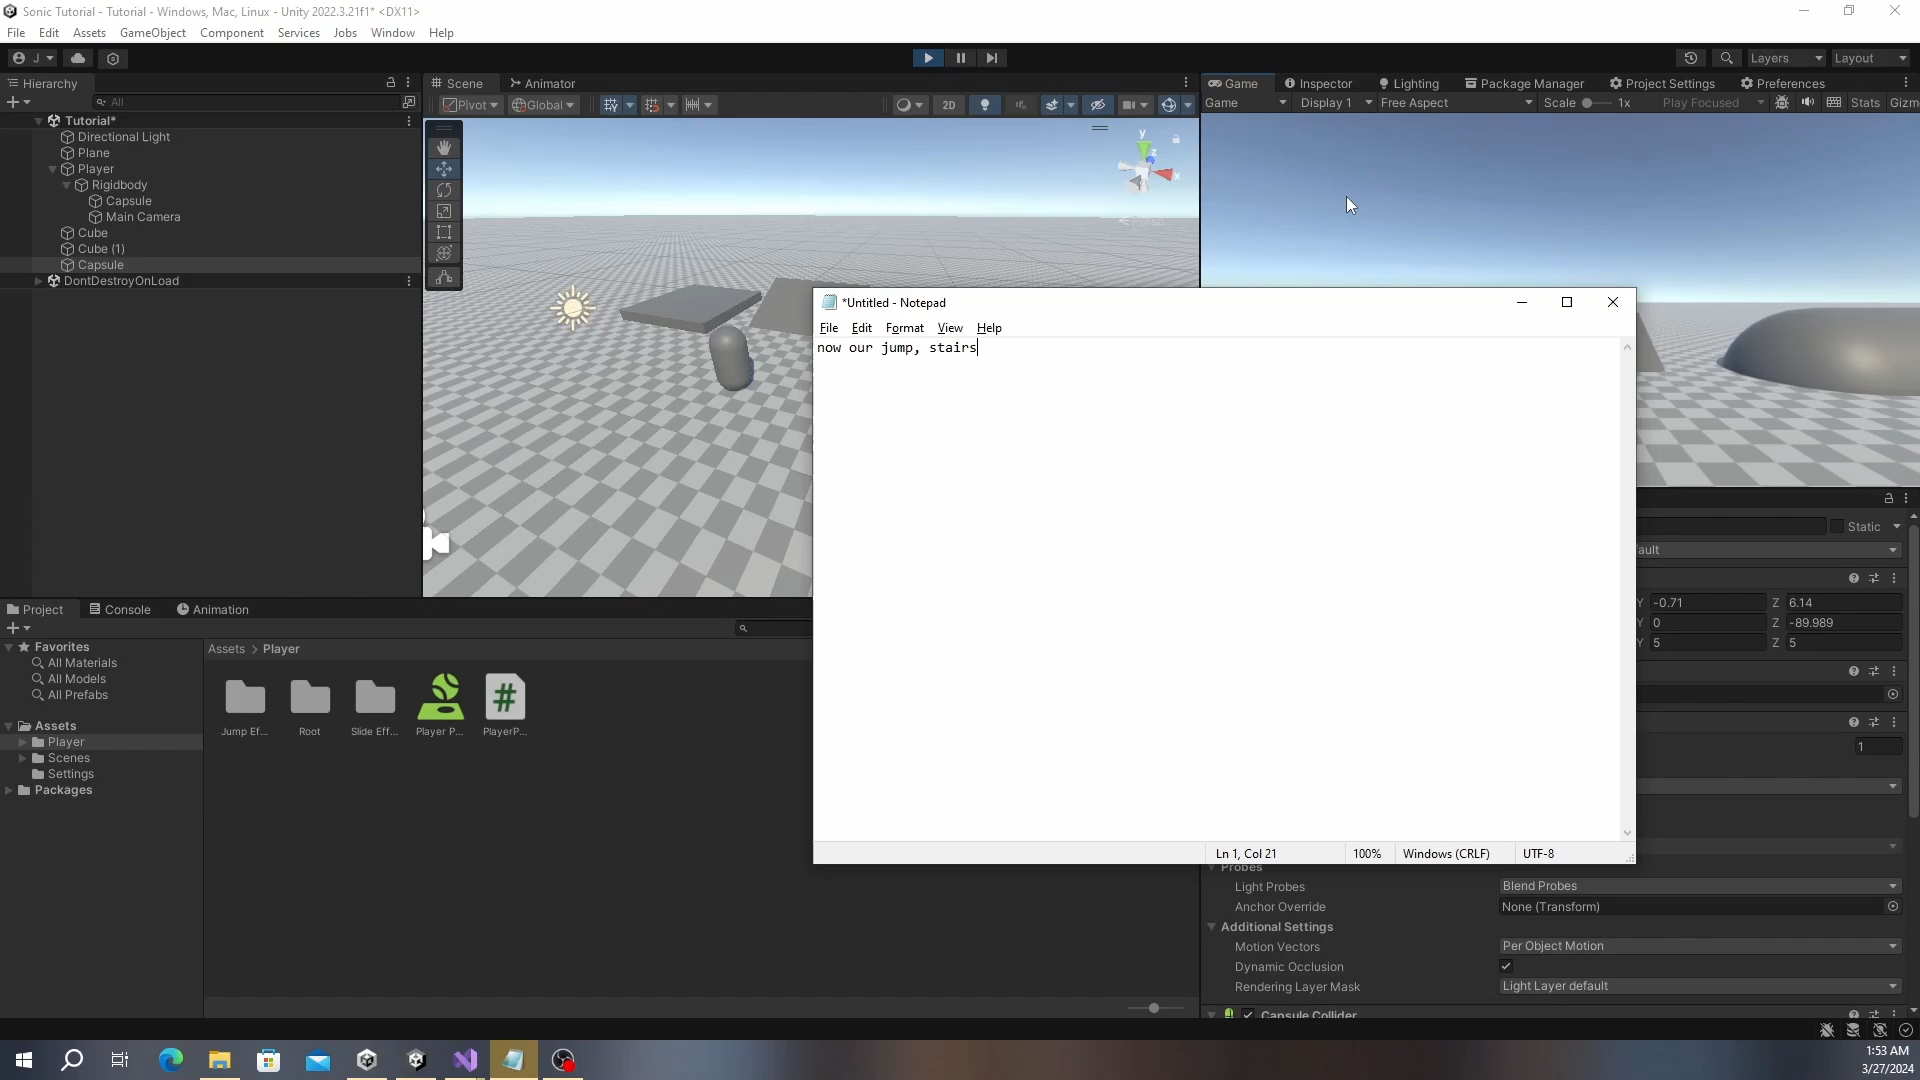 Sonic Tutorial - Tutorial - Windows, Mac, Linux - Unity 2022.3.21f1* <DX11>
File Edit Assets GameObject Component Services Jobs Window Help
J
Layers
Layout
Hierarchy
All
Tutorial*
Directional Light
Plane
Player
Rigidbody
Capsule
Main Camera
Cube
Cube (1)
Capsule
DontDestroyOnLoad
Scene
Animator
Pivot
Global
2D
y
z
x
Persp
Game
Inspector
Lighting
Package Manager
Project Settings
Preferences
Game
Display 1
Free Aspect
Scale
1x
Play Focused
Stats
Gizm
*Untitled - Notepad
File Edit Format View Help
now our jump, stairs
Ln 1, Col 21
100%
Windows (CRLF)
UTF-8
Static
ault
Y -0.71 Z 6.14
Y 0 Z -89.989
Y 5 Z 5
1
Probes
Light Probes
Blend Probes
Anchor Override
None (Transform)
Additional Settings
Motion Vectors
Per Object Motion
Dynamic Occlusion
Rendering Layer Mask
Light Layer default
Capsule Collider
Project
Console
Animation
Favorites
All Materials
All Models
All Prefabs
Assets
Player
Scenes
Settings
Packages
Assets > Player
Jump Ef...
Root
Slide Eff...
Player P...
PlayerP...
1:53 AM
3/27/2024